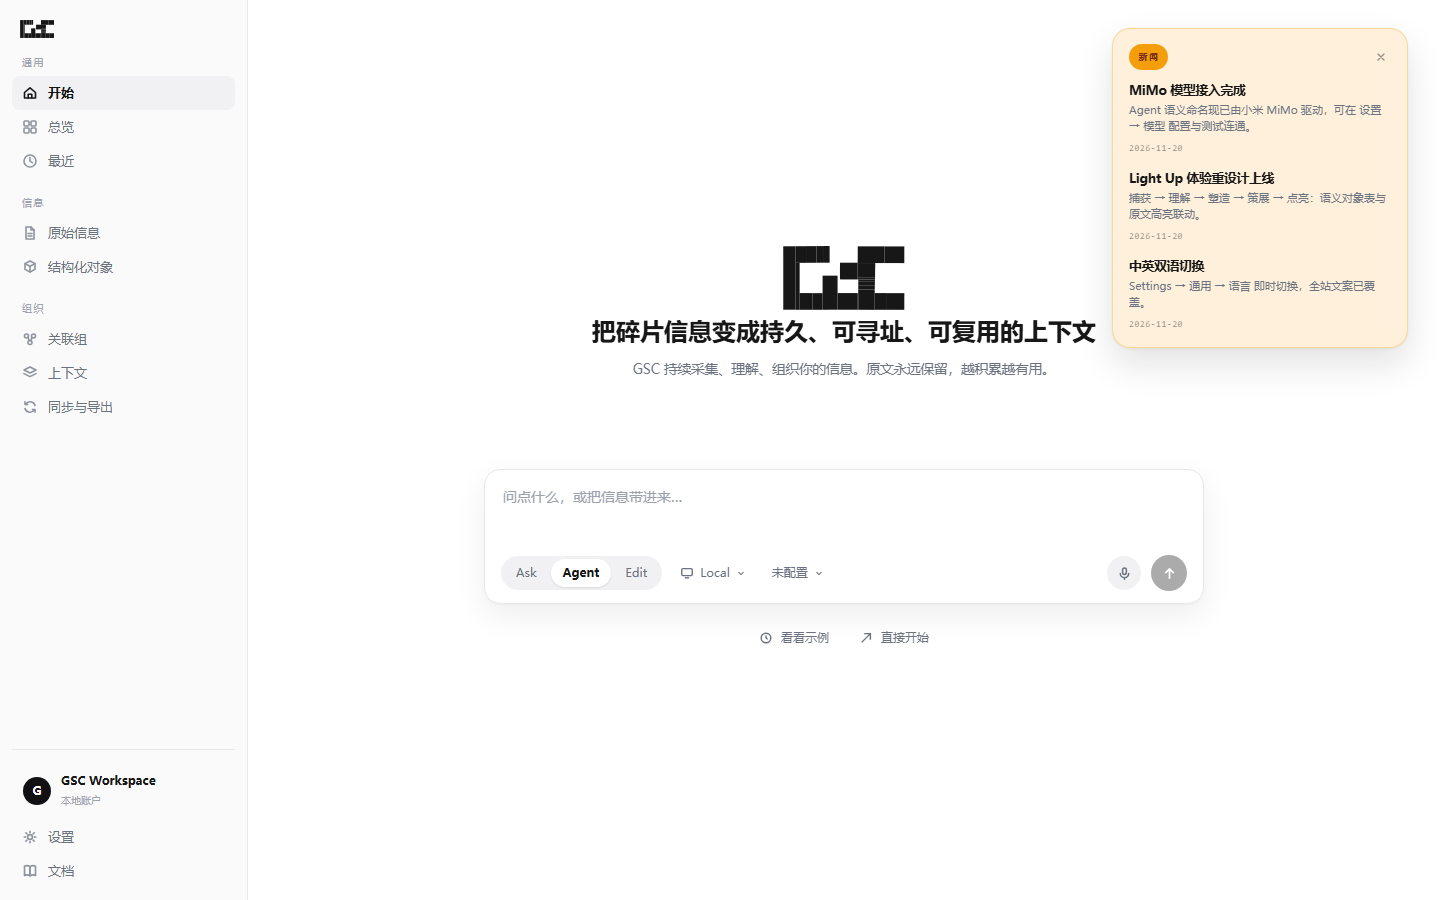 GSC
通用
开始
总览
最近
信息
原始信息
结构化对象
组织
关联组
上下文
同步与导出
G
GSC Workspace
本地账户
设置
文档
GSC
把碎片信息变成持久、可寻址、可复用的上下文
GSC 持续采集、理解、组织你的信息。原文永远保留，越积累越有用。
问点什么，或把信息带进来...
Ask
Agent
Edit
Local
未配置
看看示例
直接开始
新闻
MiMo 模型接入完成
Agent 语义命名现已由小米 MiMo 驱动，可在 设置
→ 模型 配置与测试连通。
2026-11-20
Light Up 体验重设计上线
捕获 → 理解 → 塑造 → 策展 → 点亮：语义对象表与
原文高亮联动。
2026-11-20
中英双语切换
Settings → 通用 → 语言 即时切换，全站文案已覆
盖。
2026-11-20